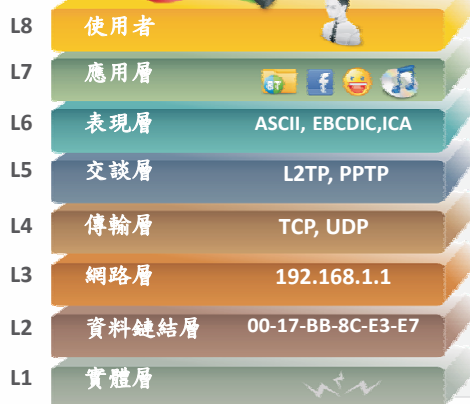 L8 使用者
L7 應用層 BT f
L6 表現層 ASCII, EBCDIC,ICA
L5 交談層 L2TP, PPTP
L4 傳輸層 TCP, UDP
L3 網路層 192.168.1.1
L2 資料鏈結層 00-17-BB-8C-E3-E7
L1 實體層